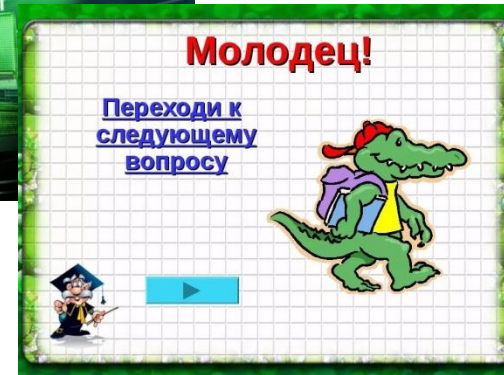 Молодец!
Переходи к
следующему
вопросу